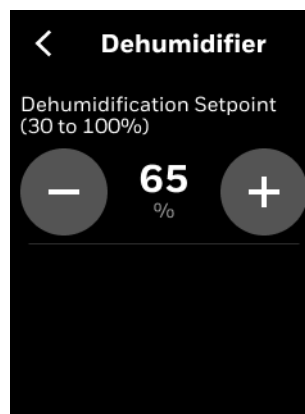 Dehumidifier
Dehumidification Setpoint
(30 to 100%)
65
%